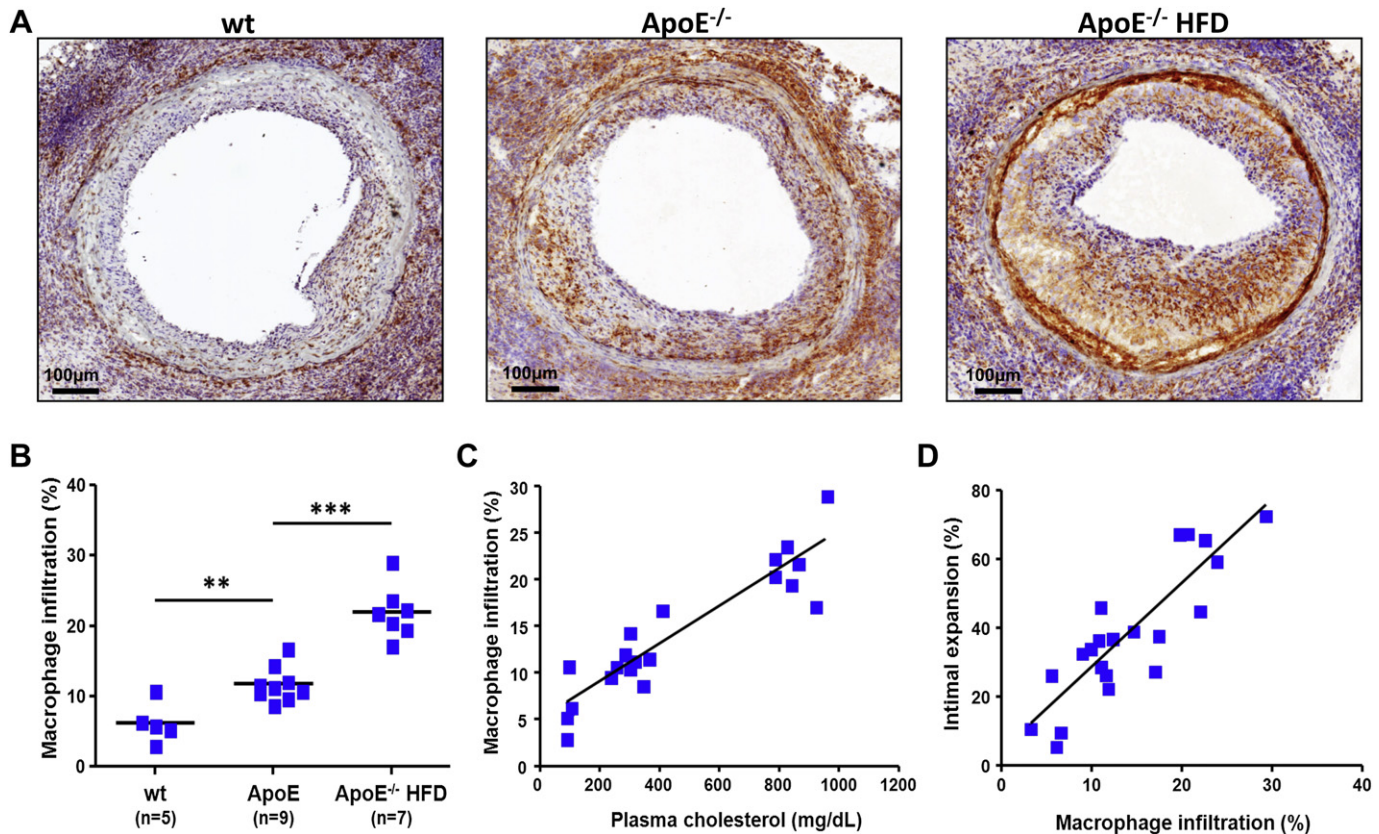 A
wt
ApoE-/-
ApoE-/- HFD
100µm
100µm
100µm
B
Macrophage infiltration (%)
40
30
20
10
0
**
***
wt
(n=5)
ApoE
(n=9)
ApoE-/- HFD
(n=7)
C
Macrophage infiltration (%)
30
25
20
15
10
5
0
0 200 400 600 800 1000 1200
Plasma cholesterol (mg/dL)
D
Intimal expansion (%)
80
60
40
20
0
0 10 20 30 40
Macrophage infiltration (%)